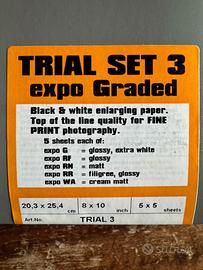 TRIAL SET 3
expo Graded
Black & white enlarging paper.
Top of the line quality for FINE
PRINT photography.
5 sheets each of:
expo G = glossy, extra white
expo RF = glossy
expo RN = matt
expo RR = filigree, glossy
expo WA = cream matt
20,3 x 25,4 cm 8 x 10 inch 5 x 5 sheets
Art.No. TRIAL 3
SUBITO